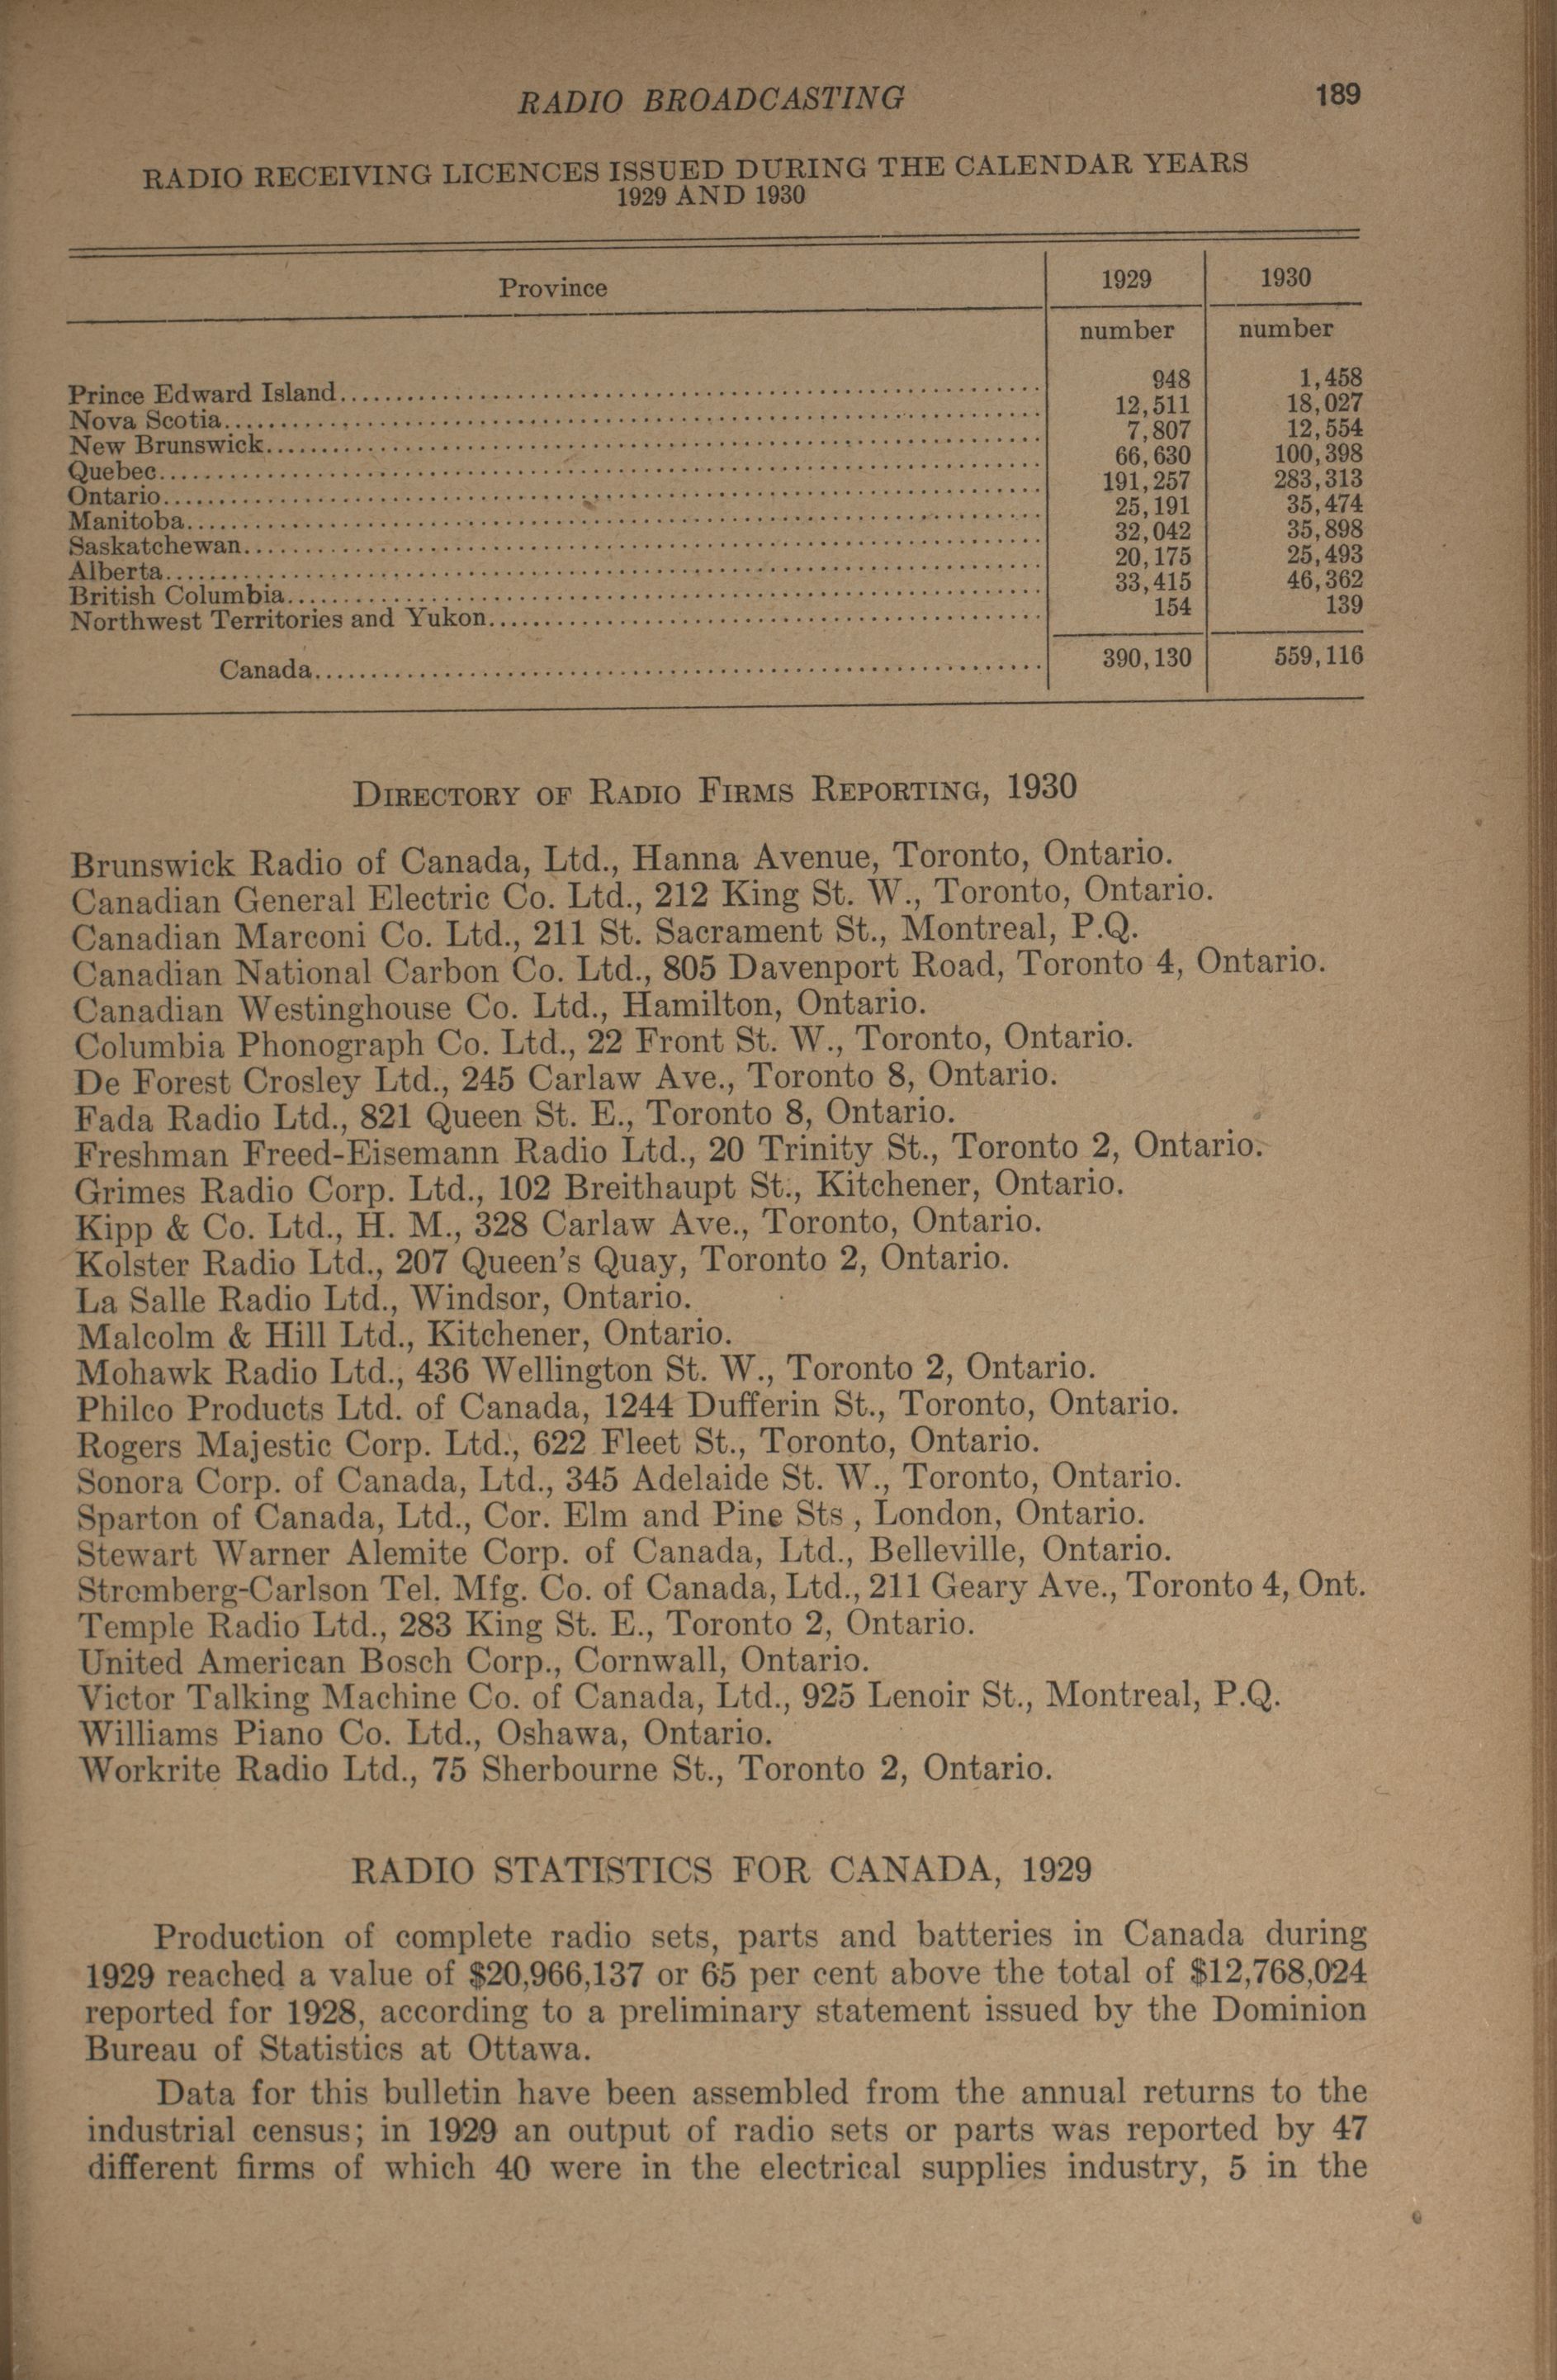 RADIO BROADCASTING 189
RADIO RECEIVING LICENCES ISSUED DURING THE CALENDAR YEARS
1929 AND 1930
Province 1929 1930
number number
Prince Edward Island 948 1,458
Nova Scotia 12,511 18,027
New Brunswick 7,807 12,554
Quebec 66,630 100,398
Ontario 191,257 283,313
Manitoba 25,191 35,474
Saskatchewan 32,042 35,898
Alberta 20,175 25,493
British Columbia 33,415 46,362
Northwest Territories and Yukon 154 139
Canada 390,130 559,116
DIRECTORY OF RADIO FIRMS REPORTING, 1930
Brunswick Radio of Canada, Ltd., Hanna Avenue, Toronto, Ontario.
Canadian General Electric Co. Ltd., 212 King St. W., Toronto, Ontario.
Canadian Marconi Co. Ltd., 211 St. Sacrament St., Montreal, P.Q.
Canadian National Carbon Co. Ltd., 805 Davenport Road, Toronto 4, Ontario.
Canadian Westinghouse Co. Ltd., Hamilton, Ontario.
Columbia Phonograph Co. Ltd., 22 Front St. W., Toronto, Ontario.
De Forest Crosley Ltd., 245 Carlaw Ave., Toronto 8, Ontario.
Fada Radio Ltd., 821 Queen St. E., Toronto 8, Ontario.
Freshman Freed-Eisemann Radio Ltd., 20 Trinity St., Toronto 2, Ontario.
Grimes Radio Corp. Ltd., 102 Breithaupt St., Kitchener, Ontario.
Kipp & Co. Ltd., H. M., 328 Carlaw Ave., Toronto, Ontario.
Kolster Radio Ltd., 207 Queen's Quay, Toronto 2, Ontario.
La Salle Radio Ltd., Windsor, Ontario.
Malcolm & Hill Ltd., Kitchener, Ontario.
Mohawk Radio Ltd., 436 Wellington St. W., Toronto 2, Ontario.
Philco Products Ltd. of Canada, 1244 Dufferin St., Toronto, Ontario.
Rogers Majestic Corp. Ltd., 622 Fleet St., Toronto, Ontario.
Sonora Corp. of Canada, Ltd., 345 Adelaide St. W., Toronto, Ontario.
Sparton of Canada, Ltd., Cor. Elm and Pine Sts , London, Ontario.
Stewart Warner Alemite Corp. of Canada, Ltd., Belleville, Ontario.
Stromberg-Carlson Tel. Mfg. Co. of Canada, Ltd., 211 Geary Ave., Toronto 4, Ont.
Temple Radio Ltd., 283 King St. E., Toronto 2, Ontario.
United American Bosch Corp., Cornwall, Ontario.
Victor Talking Machine Co. of Canada, Ltd., 925 Lenoir St., Montreal, P.Q.
Williams Piano Co. Ltd., Oshawa, Ontario.
Workrite Radio Ltd., 75 Sherbourne St., Toronto 2, Ontario.
RADIO STATISTICS FOR CANADA, 1929
Production of complete radio sets, parts and batteries in Canada during
1929 reached a value of $20,966,137 or 65 per cent above the total of $12,768,024
reported for 1928, according to a preliminary statement issued by the Dominion
Bureau of Statistics at Ottawa.
Data for this bulletin have been assembled from the annual returns to the
industrial census; in 1929 an output of radio sets or parts was reported by 47
different firms of which 40 were in the electrical supplies industry, 5 in the